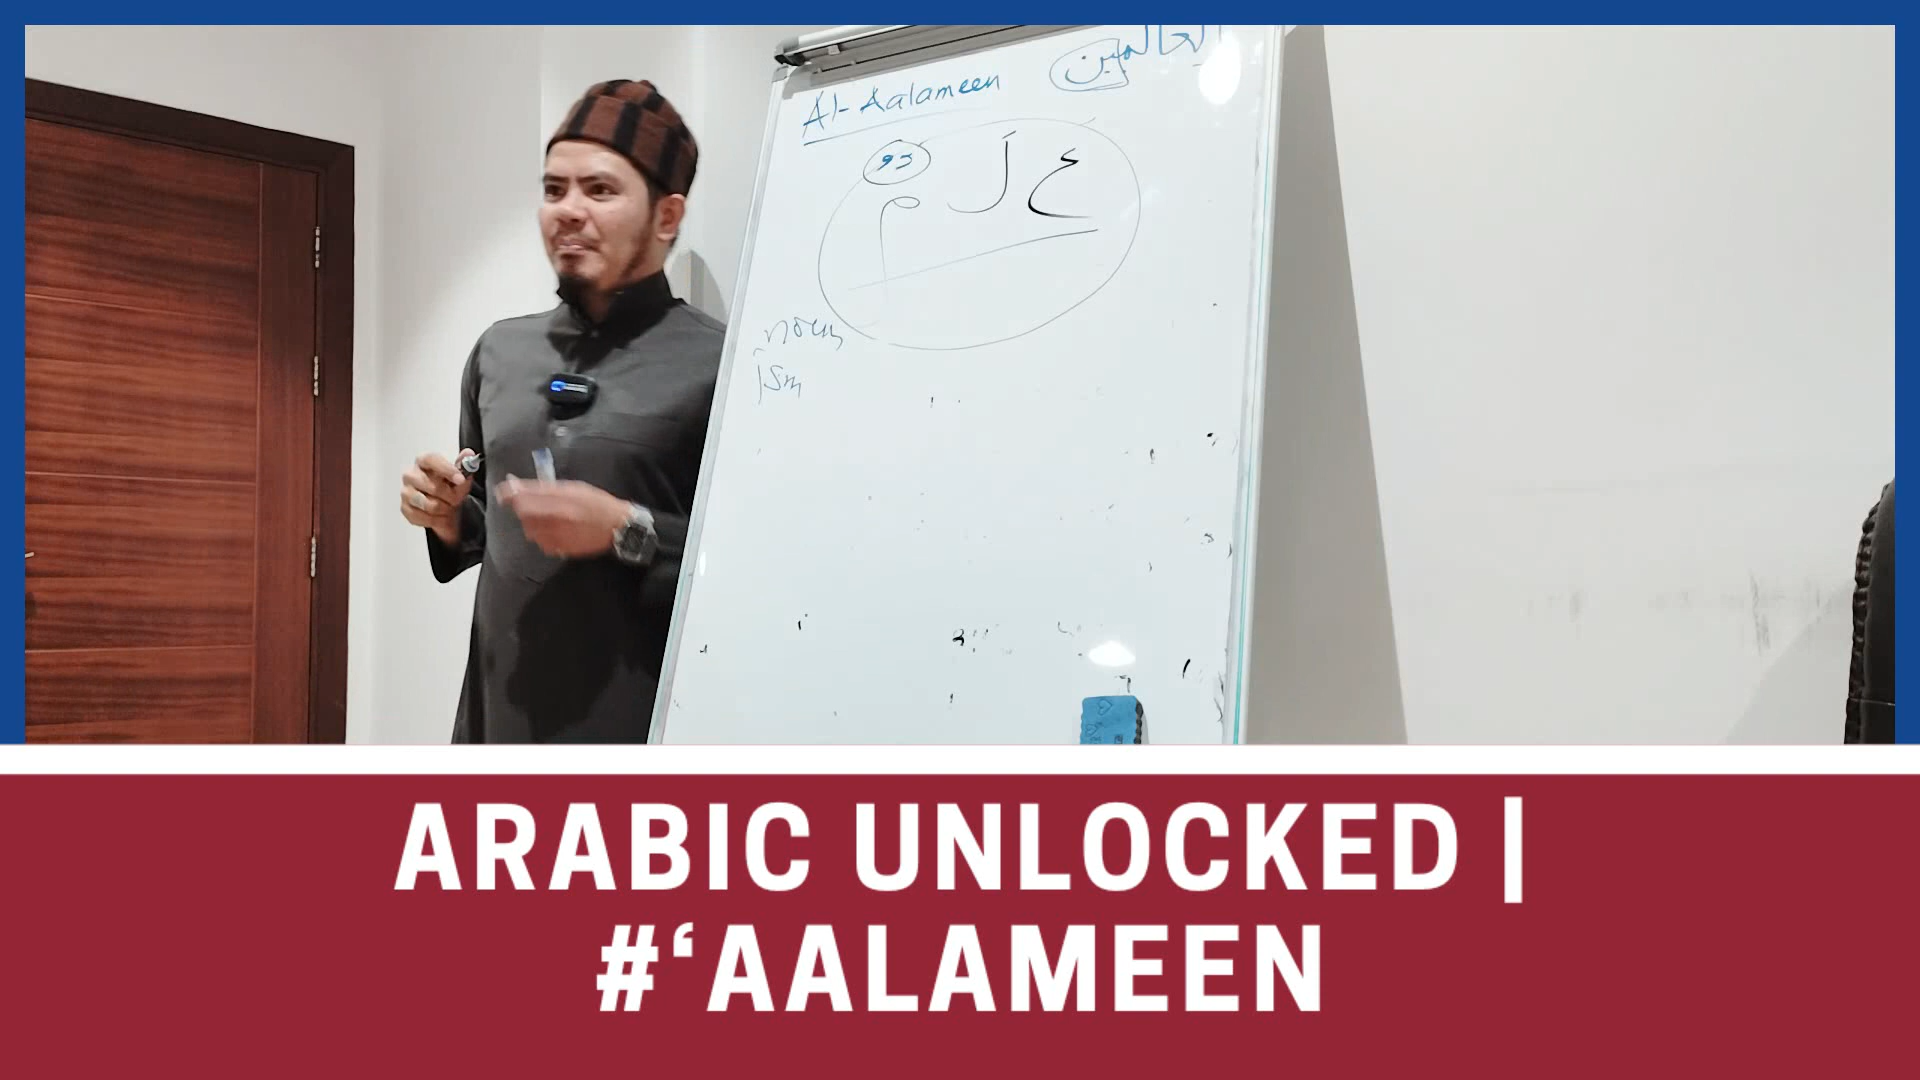 العالمين
Al-Aalameen
ع ل م
noun
Ism
ARABIC UNLOCKED |
#‘AALAMEEN